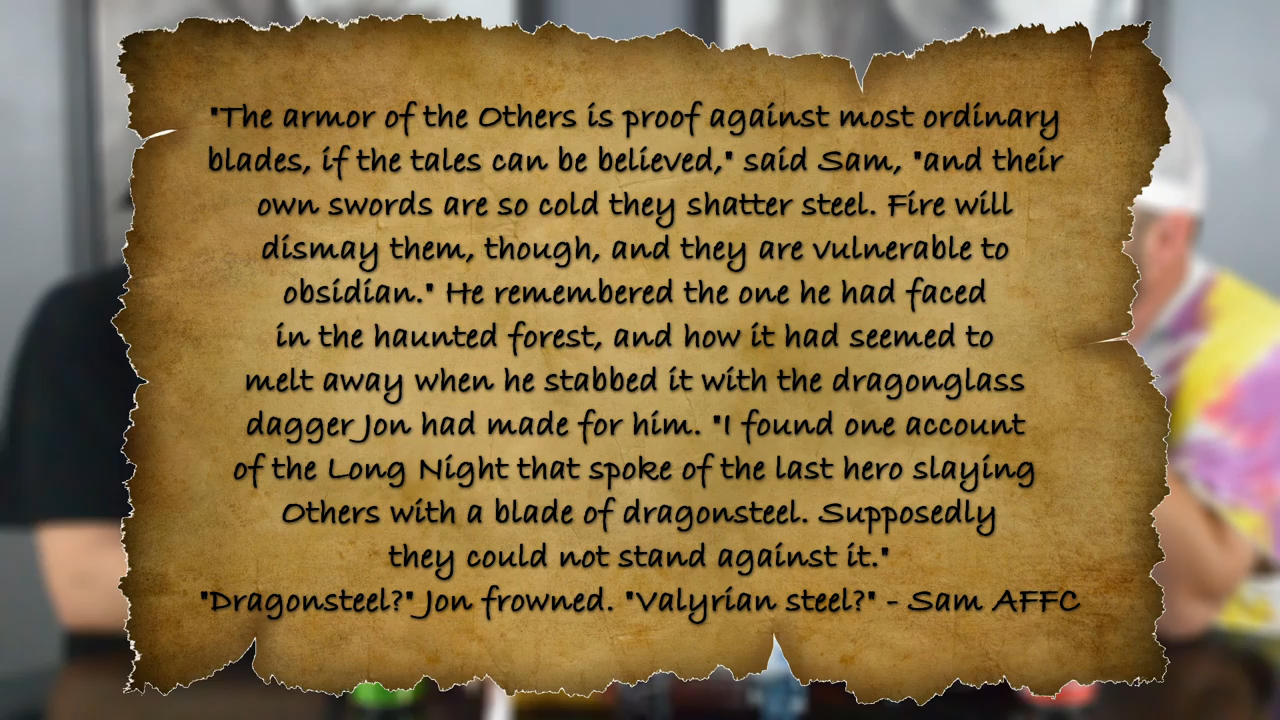 "The armor of the Others is proof against most ordinary
blades, if the tales can be believed," said Sam, "and their
own swords are so cold they shatter steel. Fire will
dismay them, though, and they are vulnerable to
obsidian." He remembered the one he had faced
in the haunted forest, and how it had seemed to
melt away when he stabbed it with the dragonglass
dagger Jon had made for him. "I found one account
of the Long Night that spoke of the last hero slaying
Others with a blade of dragonsteel. Supposedly
they could not stand against it."
"Dragonsteel?" Jon frowned. "Valyrian steel?" - Sam AFFC